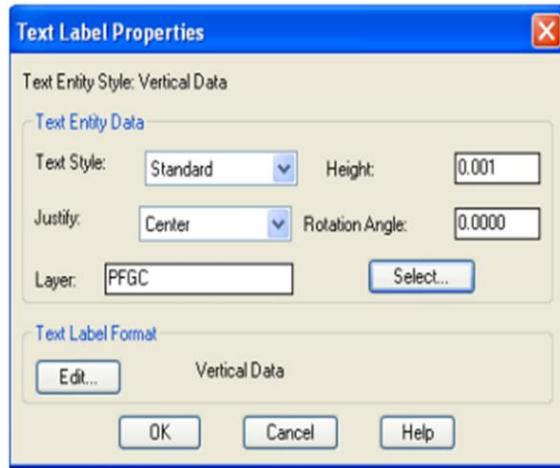 Text Label Properties
Text Entity Style: Vertical Data
Text Entity Data
Text Style: Standard Height: 0.001
Justify: Center Rotation Angle: 0.0000
Layer: PFGC Select...
Text Label Format
Edit... Vertical Data
OK Cancel Help